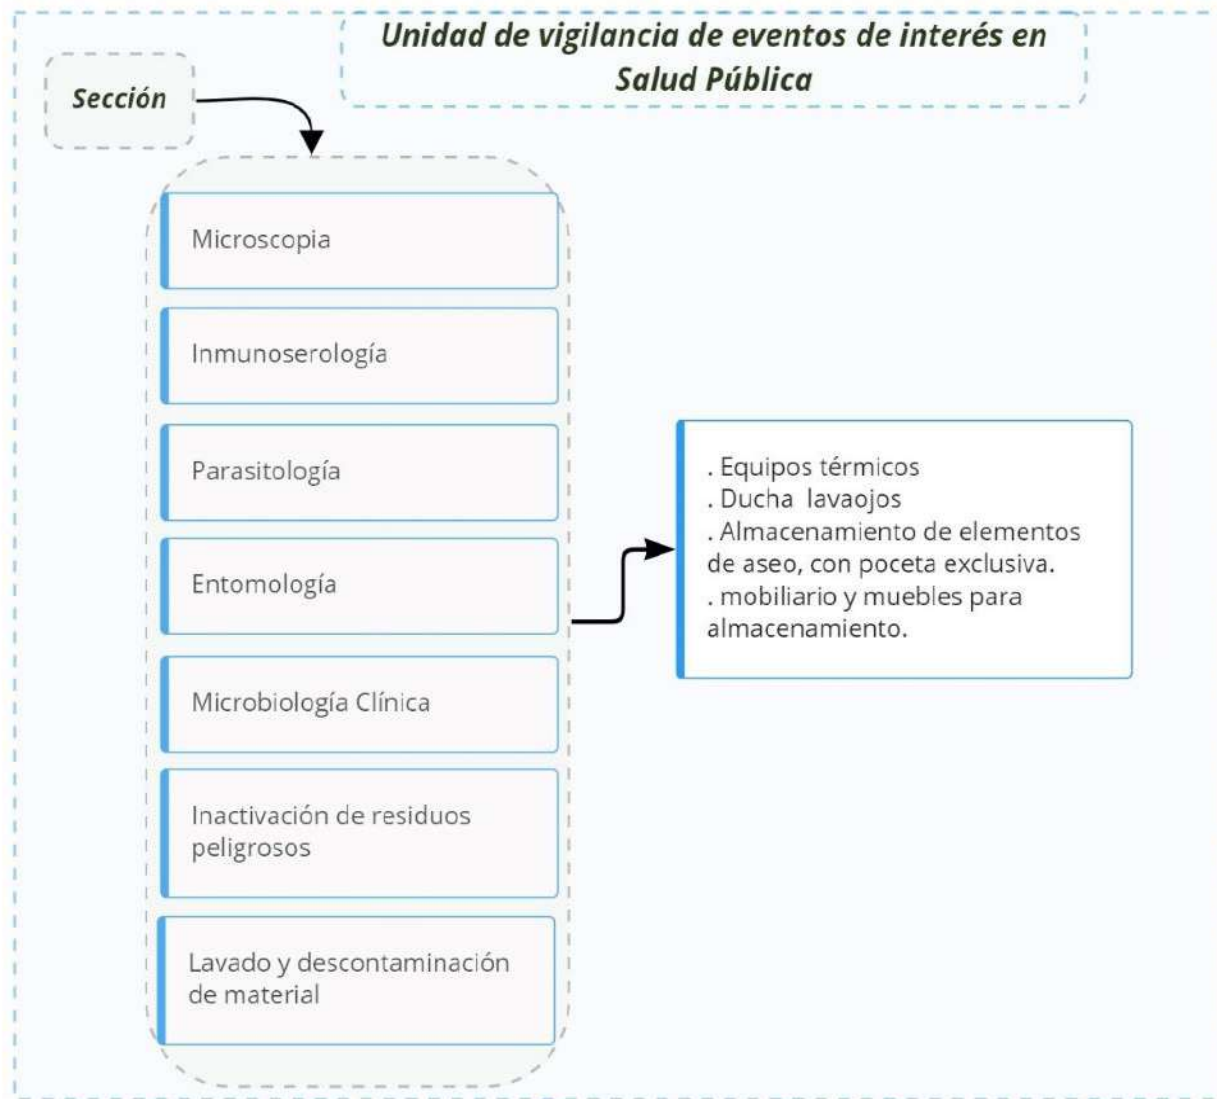 Unidad de vigilancia de eventos de interés en
Salud Pública
Sección
Microscopia
Inmunoserología
Parasitología
Entomología
Microbiología Clínica
Inactivación de residuos
peligrosos
Lavado y descontaminación
de material
. Equipos térmicos
. Ducha lavaojos
. Almacenamiento de elementos
de aseo, con poceta exclusiva.
. mobiliario y muebles para
almacenamiento.